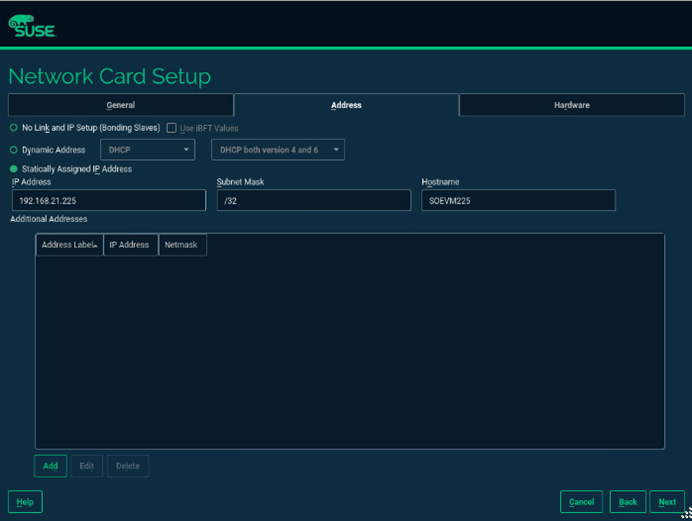 SUSE
Network Card Setup
General Address Hardware
No Link and IP Setup (Bonding Slaves) Use iBFT Values
Dynamic Address DHCP DHCP both version 4 and 6
Statically Assigned IP Address
IP Address Subnet Mask Hostname
192.168.21.225 /32 SOEVM225
Additional Addresses
Address Label IP Address Netmask
Add Edit Delete
Help Cancel Back Next